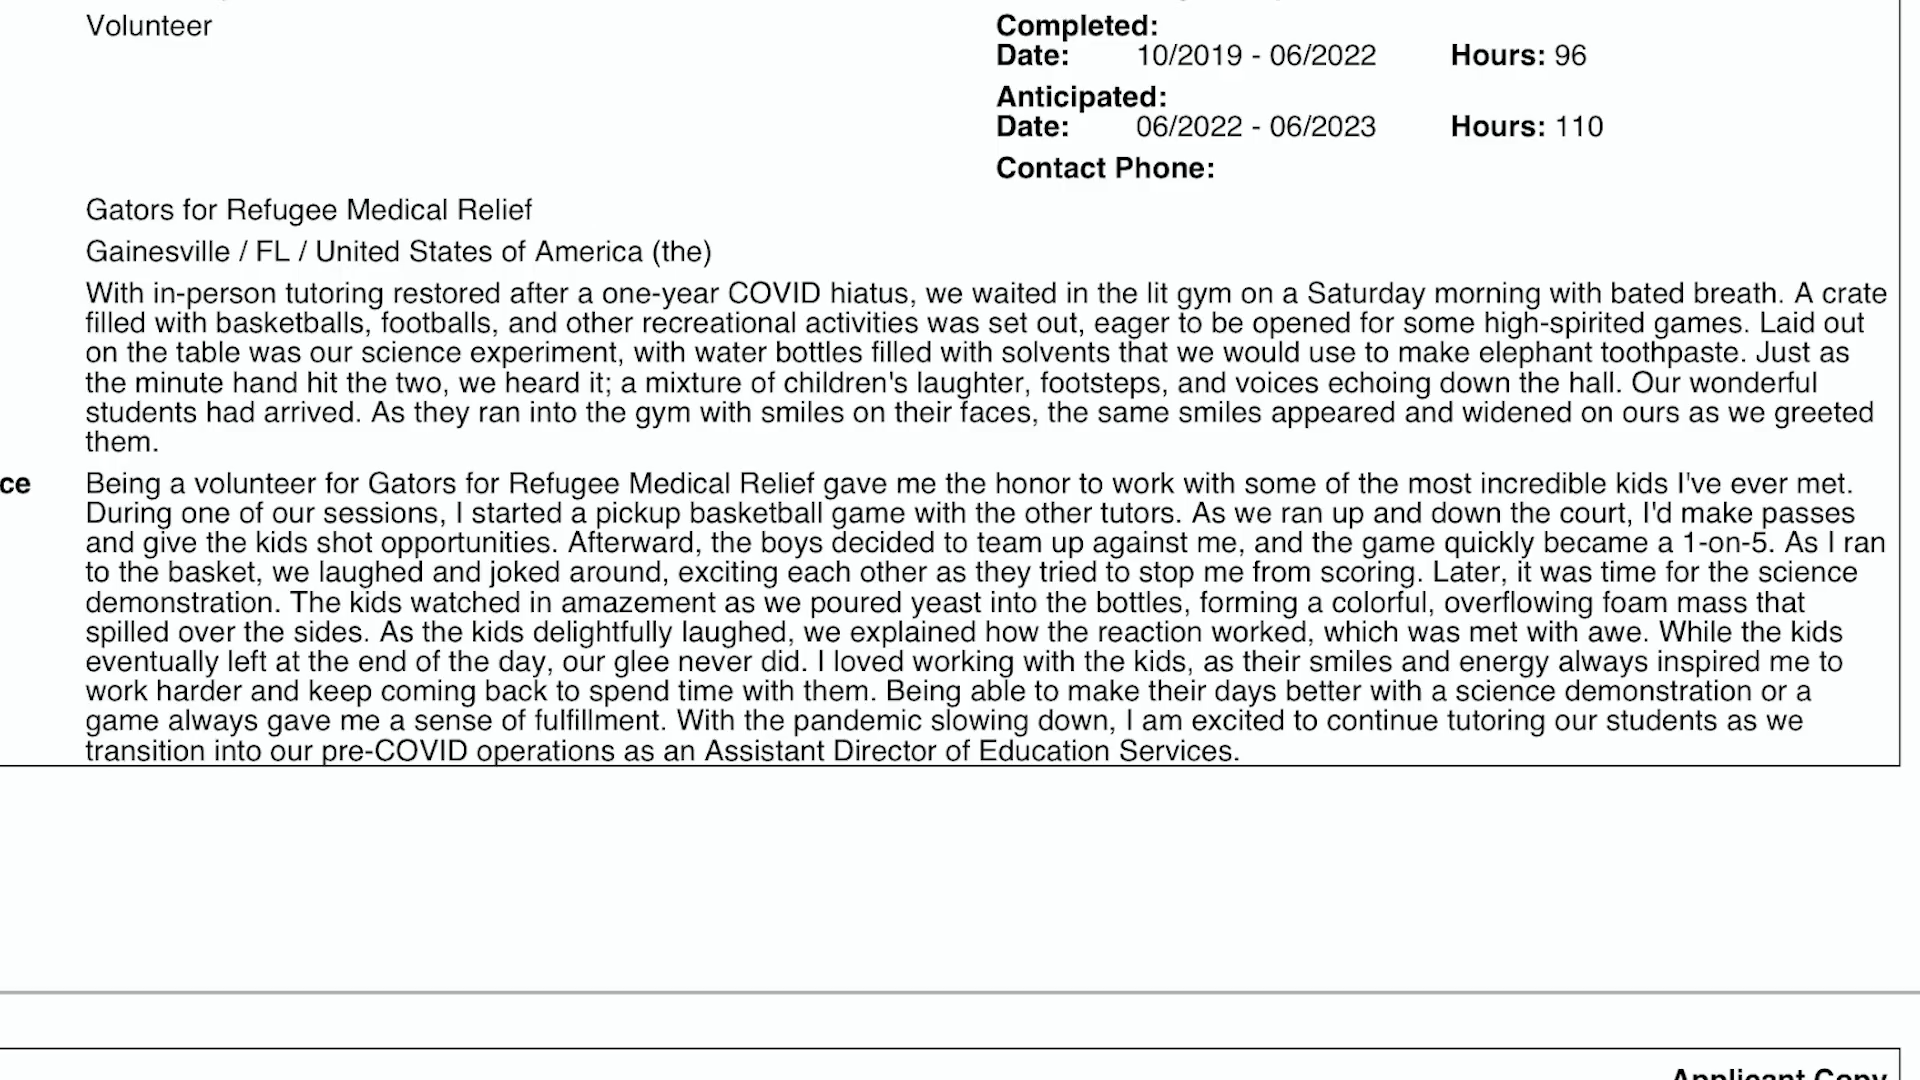 Volunteer
Completed:
Date: 10/2019 - 06/2022 Hours: 96
Anticipated:
Date: 06/2022 - 06/2023 Hours: 110
Contact Phone:
Gators for Refugee Medical Relief
Gainesville / FL / United States of America (the)
With in-person tutoring restored after a one-year COVID hiatus, we waited in the lit gym on a Saturday morning with bated breath. A crate
filled with basketballs, footballs, and other recreational activities was set out, eager to be opened for some high-spirited games. Laid out
on the table was our science experiment, with water bottles filled with solvents that we would use to make elephant toothpaste. Just as
the minute hand hit the two, we heard it; a mixture of children's laughter, footsteps, and voices echoing down the hall. Our wonderful
students had arrived. As they ran into the gym with smiles on their faces, the same smiles appeared and widened on ours as we greeted
them.
ce Being a volunteer for Gators for Refugee Medical Relief gave me the honor to work with some of the most incredible kids I've ever met.
During one of our sessions, I started a pickup basketball game with the other tutors. As we ran up and down the court, I'd make passes
and give the kids shot opportunities. Afterward, the boys decided to team up against me, and the game quickly became a 1-on-5. As I ran
to the basket, we laughed and joked around, exciting each other as they tried to stop me from scoring. Later, it was time for the science
demonstration. The kids watched in amazement as we poured yeast into the bottles, forming a colorful, overflowing foam mass that
spilled over the sides. As the kids delightfully laughed, we explained how the reaction worked, which was met with awe. While the kids
eventually left at the end of the day, our glee never did. I loved working with the kids, as their smiles and energy always inspired me to
work harder and keep coming back to spend time with them. Being able to make their days better with a science demonstration or a
game always gave me a sense of fulfillment. With the pandemic slowing down, I am excited to continue tutoring our students as we
transition into our pre-COVID operations as an Assistant Director of Education Services.
Applicant Copy